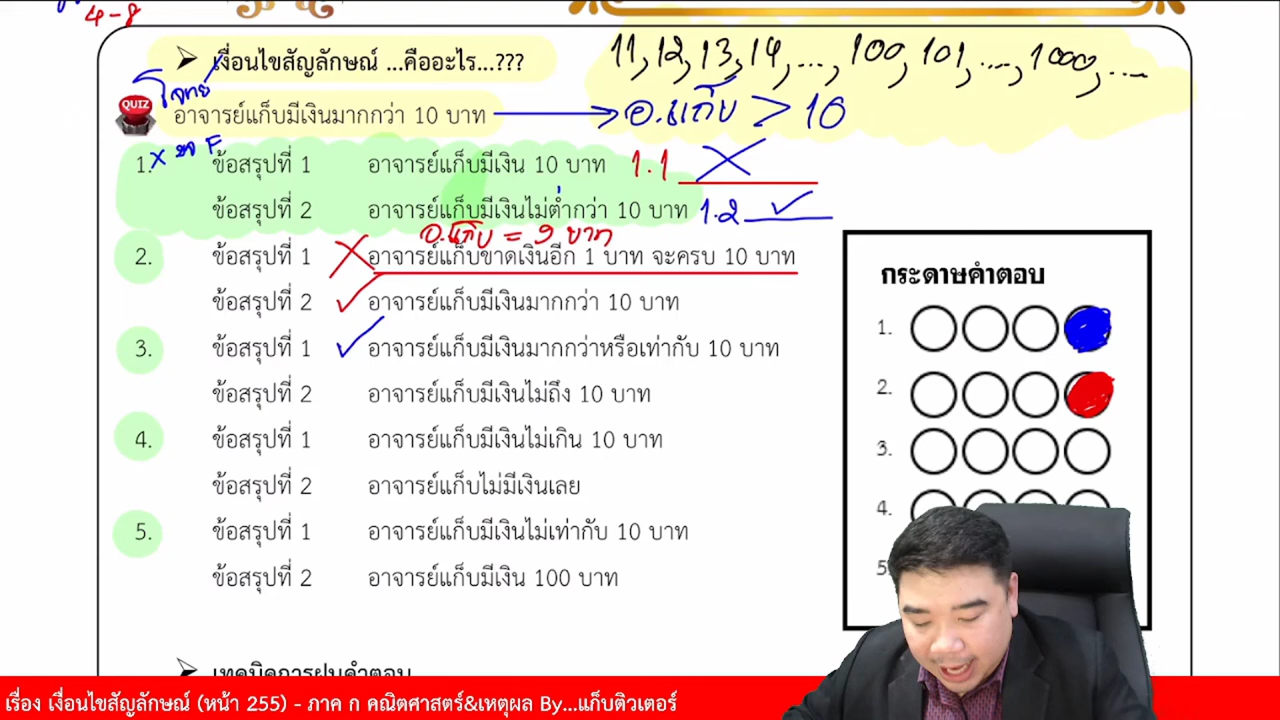 4-8
➤ เงื่อนไขสัญลักษณ์ ...คืออะไร...???
11, 12, 13, 14, ..., 100, 101, ...., 1000, ....
โจทย์
QUIZ
อาจารย์แก็บมีเงินมากกว่า 10 บาท
อ.แก็บ > 10
1. ข้อสรุปที่ 1 อาจารย์แก็บมีเงิน 10 บาท 1.1 X
ข้อสรุปที่ 2 อาจารย์แก็บมีเงินไม่ต่ำกว่า 10 บาท 1.2 ✓
อ.แก็บ = 9 บาท
2. ข้อสรุปที่ 1 X อาจารย์แก็บขาดเงินอีก 1 บาท จะครบ 10 บาท
ข้อสรุปที่ 2 ✓ อาจารย์แก็บมีเงินมากกว่า 10 บาท
3. ข้อสรุปที่ 1 ✓ อาจารย์แก็บมีเงินมากกว่าหรือเท่ากับ 10 บาท
ข้อสรุปที่ 2 อาจารย์แก็บมีเงินไม่ถึง 10 บาท
4. ข้อสรุปที่ 1 อาจารย์แก็บมีเงินไม่เกิน 10 บาท
ข้อสรุปที่ 2 อาจารย์แก็บไม่มีเงินเลย
5. ข้อสรุปที่ 1 อาจารย์แก็บมีเงินไม่เท่ากับ 10 บาท
ข้อสรุปที่ 2 อาจารย์แก็บมีเงิน 100 บาท
กระดาษคำตอบ
1.
2.
3.
4.
5
➤ เทคนิคการฝนคำตอบ
เรื่อง เงื่อนไขสัญลักษณ์ (หน้า 255) - ภาค ก คณิตศาสตร์&เหตุผล By...แก็บติวเตอร์